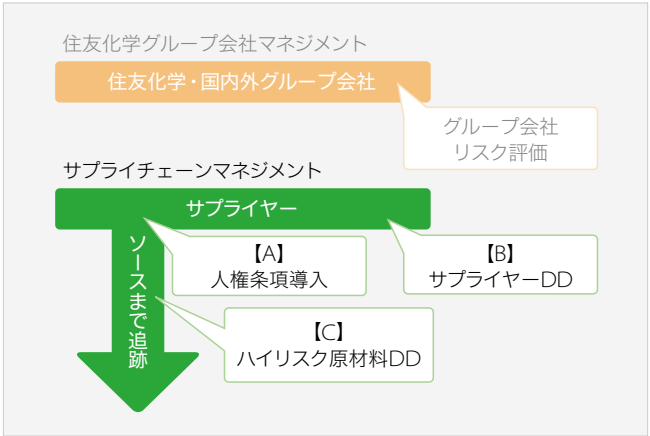 住友化学グループ会社マネジメント
住友化学・国内外グループ会社
グループ会社
リスク評価
サプライチェーンマネジメント
サプライヤー
【A】
人権条項導入
【B】
サプライヤーDD
ソースまで追跡
【C】
ハイリスク原材料DD